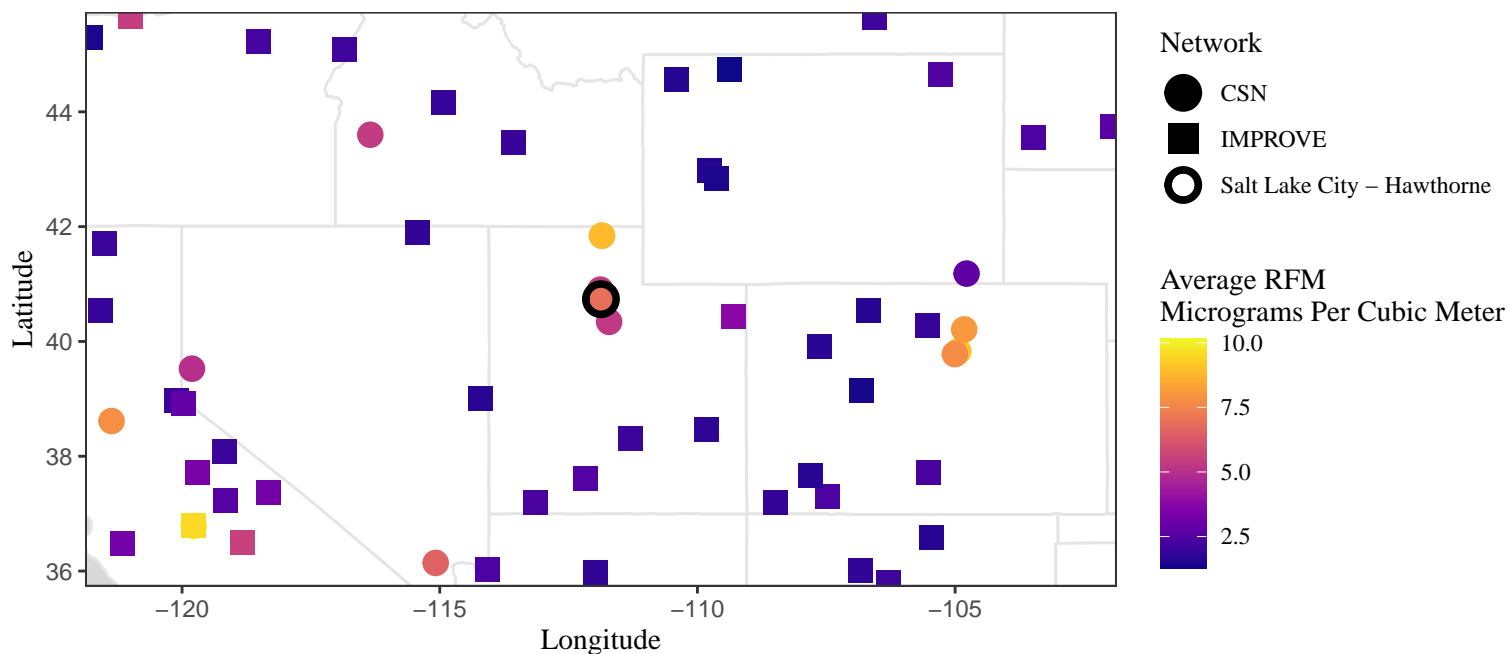 44
42
40
38
36
Latitude
−120
−115
−110
−105
Longitude
Network
CSN
IMPROVE
Salt Lake City − Hawthorne
Average RFM
Micrograms Per Cubic Meter
10.0
7.5
5.0
2.5